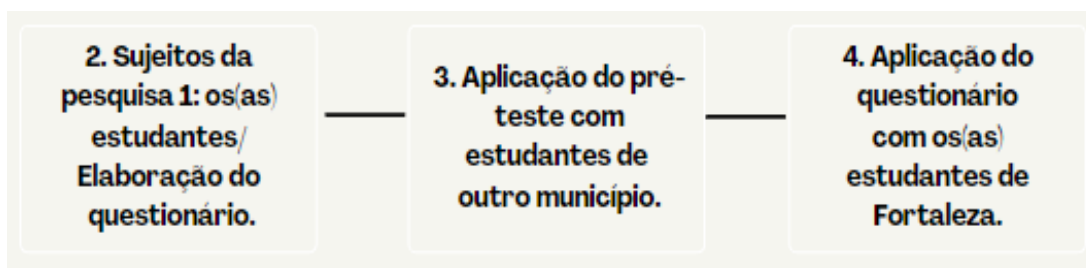 2. Sujeitos da
pesquisa 1: os(as)
estudantes/
Elaboração do
questionário.
3. Aplicação do pré-
teste com
estudantes de
outro município.
4. Aplicação do
questionário
com os(as)
estudantes de
Fortaleza.